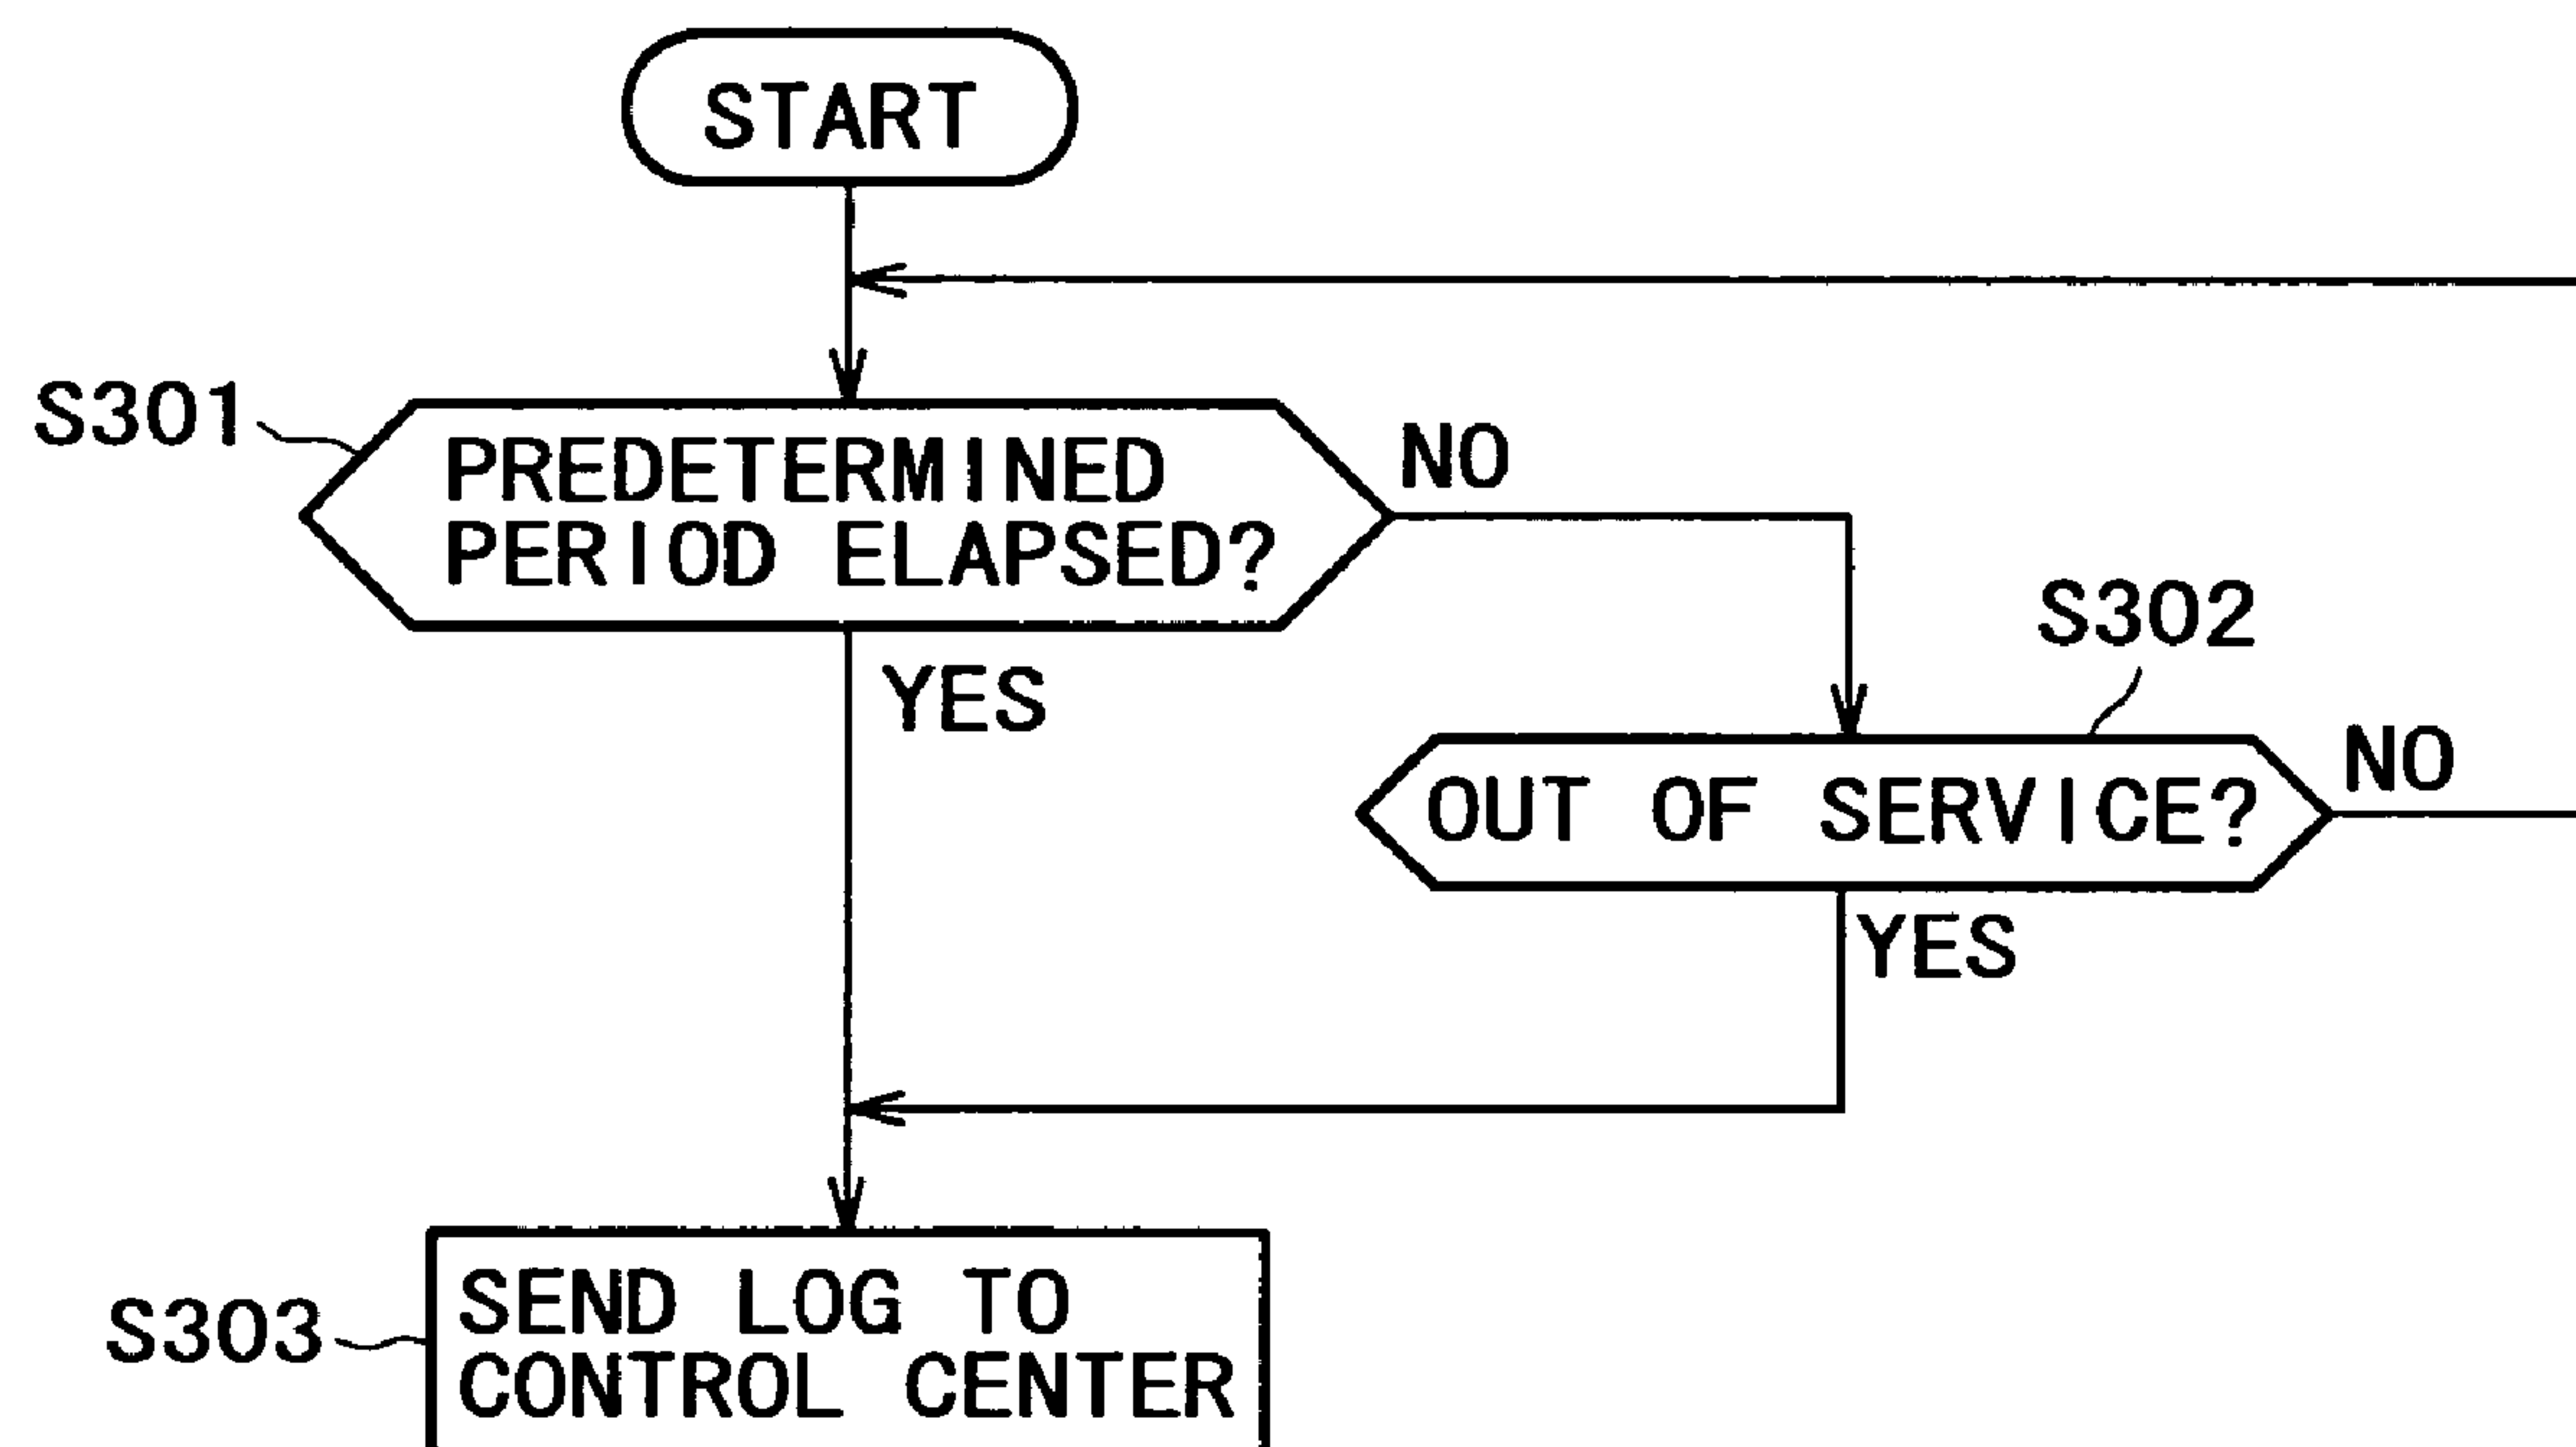 START
S301
PREDETERMINED
PERIOD ELAPSED?
NO
YES
S302
OUT OF SERVICE?
NO
YES
S303
SEND LOG TO
CONTROL CENTER